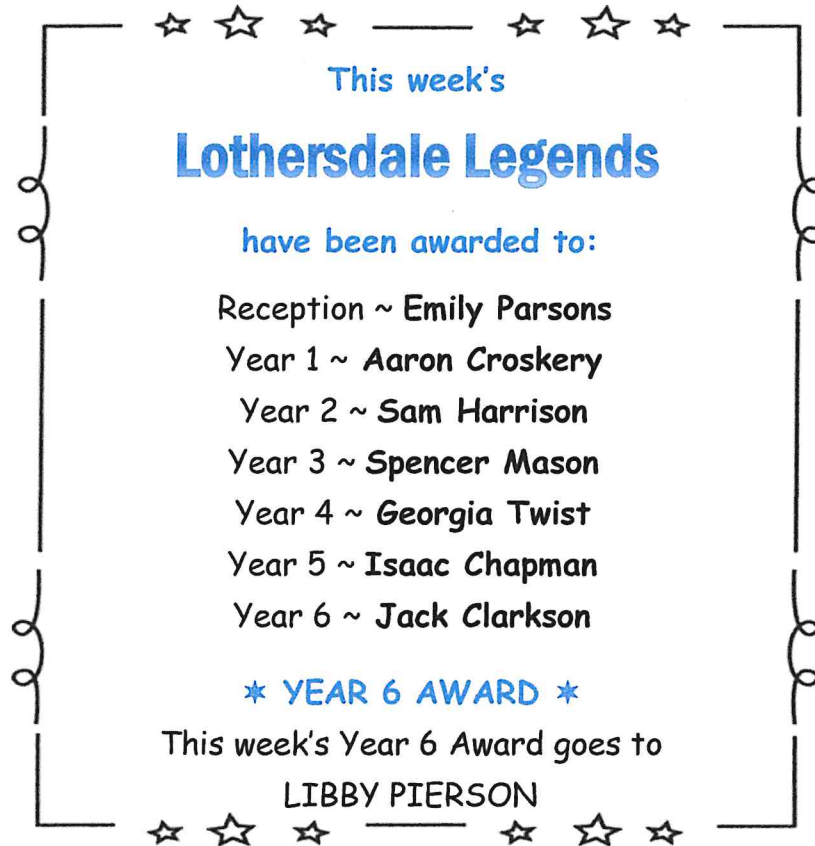 This week's
Lothersdale Legends
have been awarded to:
Reception ~ Emily Parsons
Year 1 ~ Aaron Croskery
Year 2 ~ Sam Harrison
Year 3 ~ Spencer Mason
Year 4 ~ Georgia Twist
Year 5 ~ Isaac Chapman
Year 6 ~ Jack Clarkson
✶ YEAR 6 AWARD ✶
This week's Year 6 Award goes to
LIBBY PIERSON